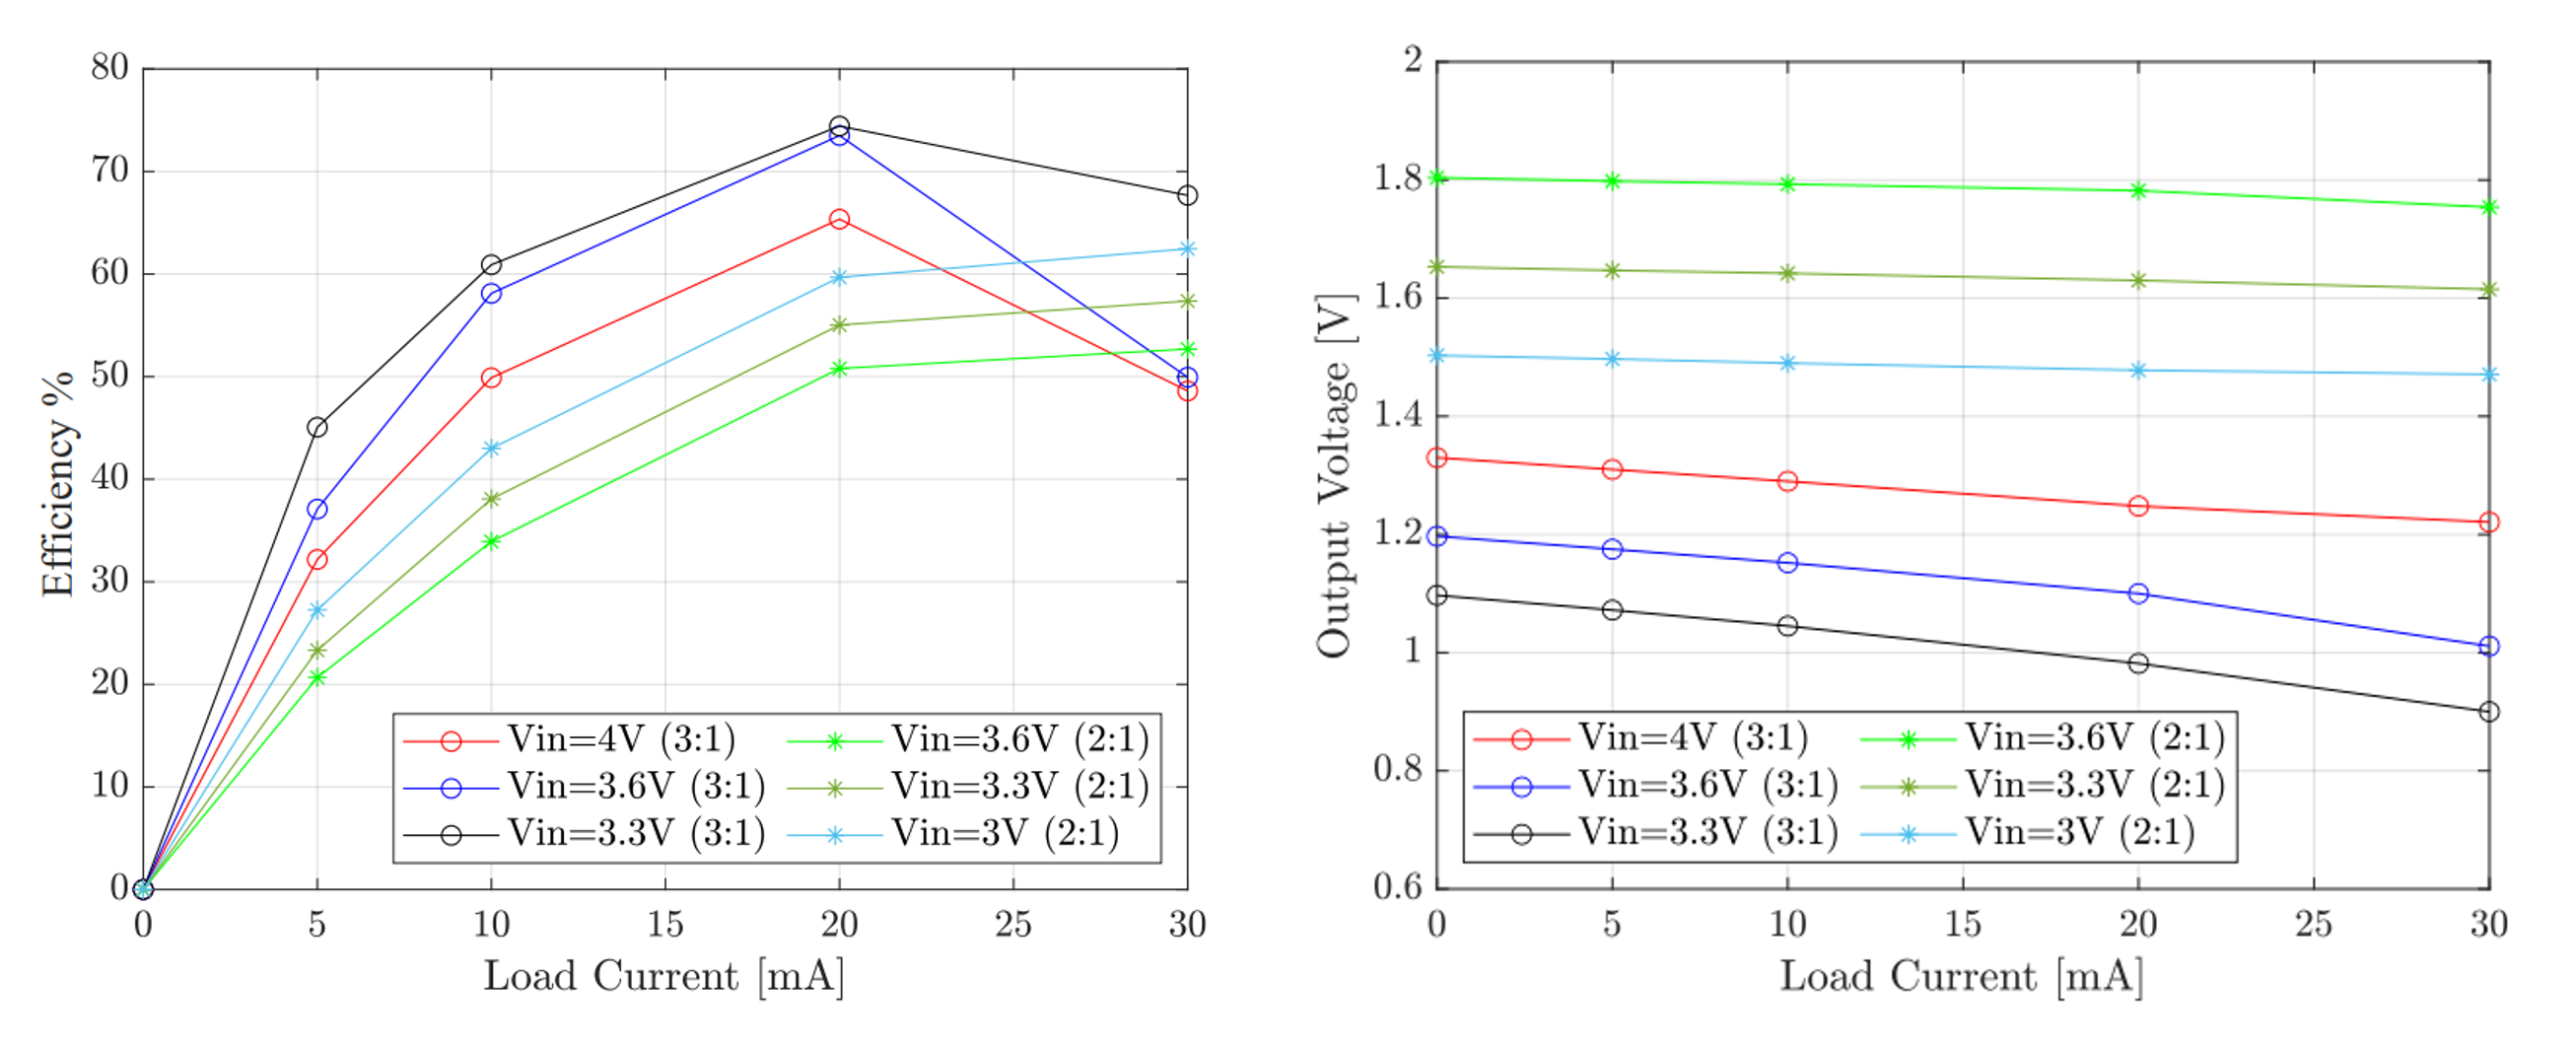 80
70
60
50
40
30
20
10
0
Efficiency %
Vin=4V (3:1) Vin=3.6V (2:1)
Vin=3.6V (3:1) Vin=3.3V (2:1)
Vin=3.3V (3:1) Vin=3V (2:1)
0 5 10 15 20 25 30
Load Current [mA]
2
1.8
1.6
1.4
1.2
1
0.8
0.6
Output Voltage [V]
Vin=4V (3:1) Vin=3.6V (2:1)
Vin=3.6V (3:1) Vin=3.3V (2:1)
Vin=3.3V (3:1) Vin=3V (2:1)
0 5 10 15 20 25 30
Load Current [mA]